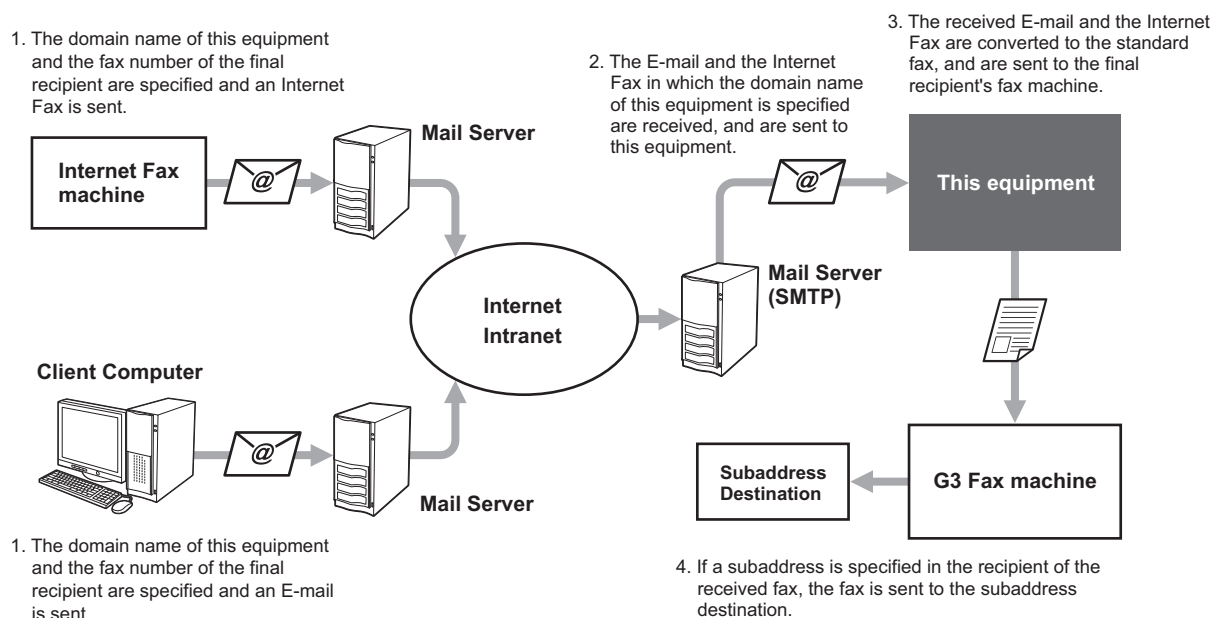 1. The domain name of this equipment
and the fax number of the final
recipient are specified and an Internet
Fax is sent.
2. The E-mail and the Internet
Fax in which the domain name
of this equipment is specified
are received, and are sent to
this equipment.
3. The received E-mail and the Internet
Fax are converted to the standard
fax, and are sent to the final
recipient's fax machine.
Internet Fax
machine
@
Mail Server
@
This equipment
Mail Server
(SMTP)
Internet
Intranet
Client Computer
@
Mail Server
Subaddress
Destination
G3 Fax machine
1. The domain name of this equipment
and the fax number of the final
recipient are specified and an E-mail
is sent
4. If a subaddress is specified in the recipient of the
received fax, the fax is sent to the subaddress
destination.